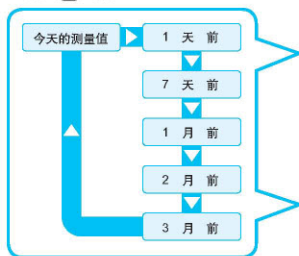 今天的测量值
1 天 前
7 天 前
1 月 前
2 月 前
3 月 前